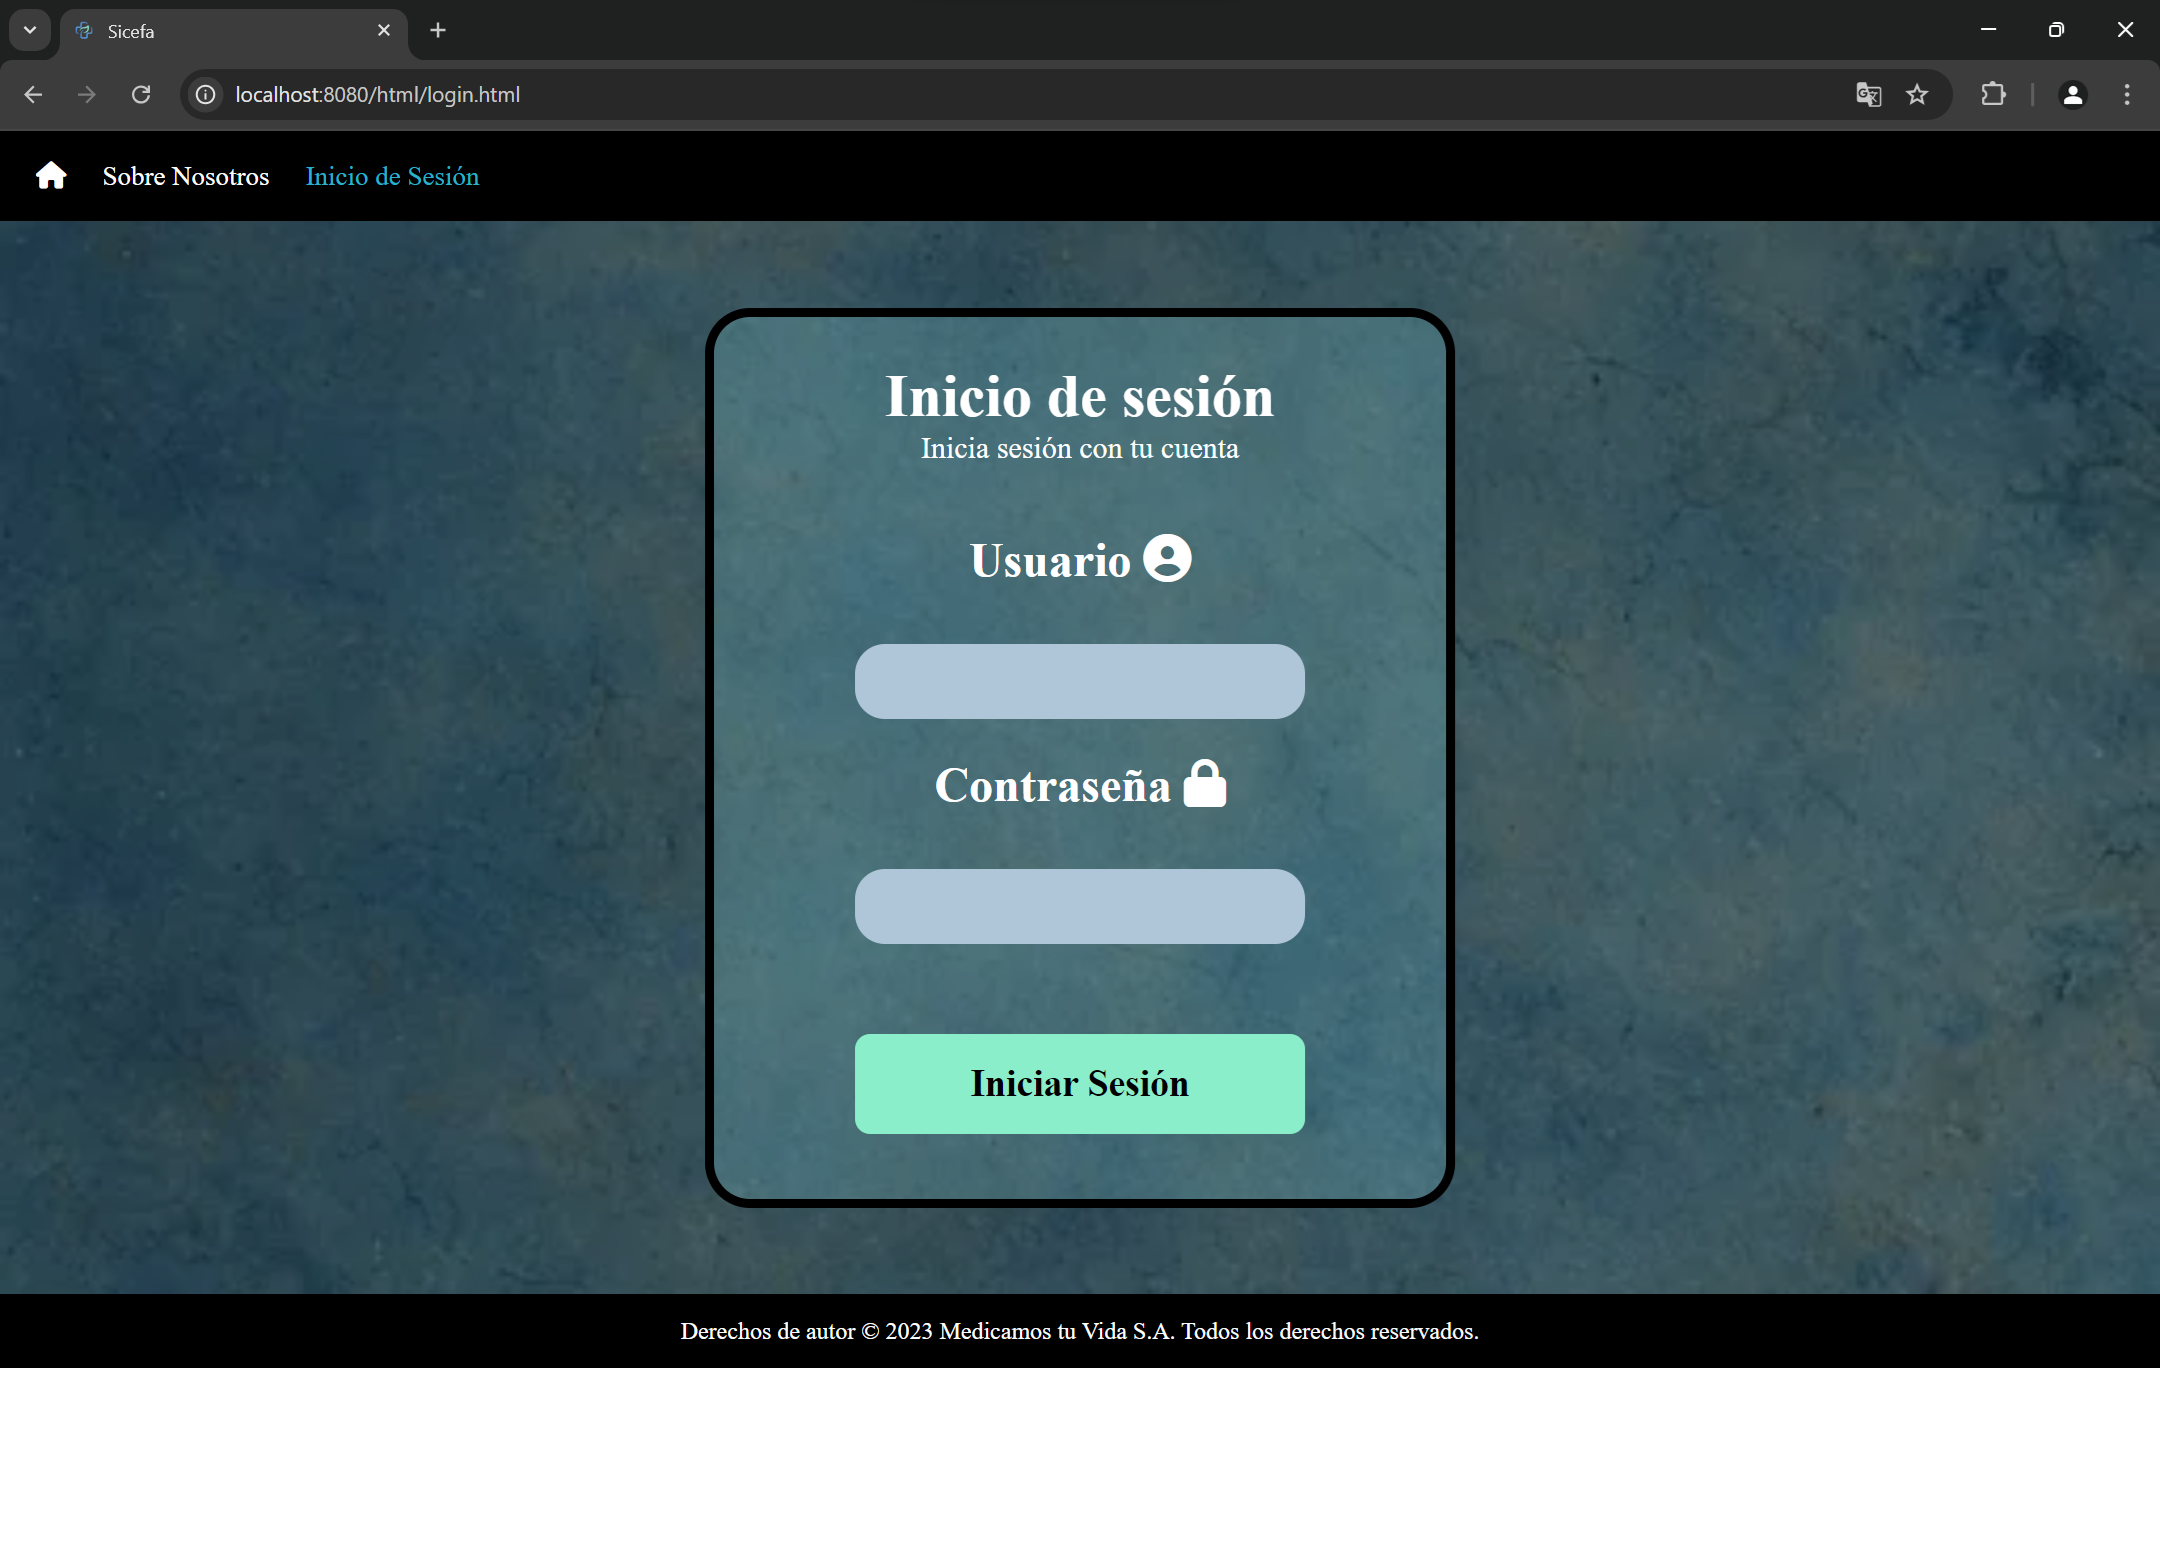 Sicefa
localhost:8080/html/login.html
Sobre Nosotros Inicio de Sesión
Inicio de sesión
Inicia sesión con tu cuenta
Usuario
Contraseña
Iniciar Sesión
Derechos de autor © 2023 Medicamos tu Vida S.A. Todos los derechos reservados.